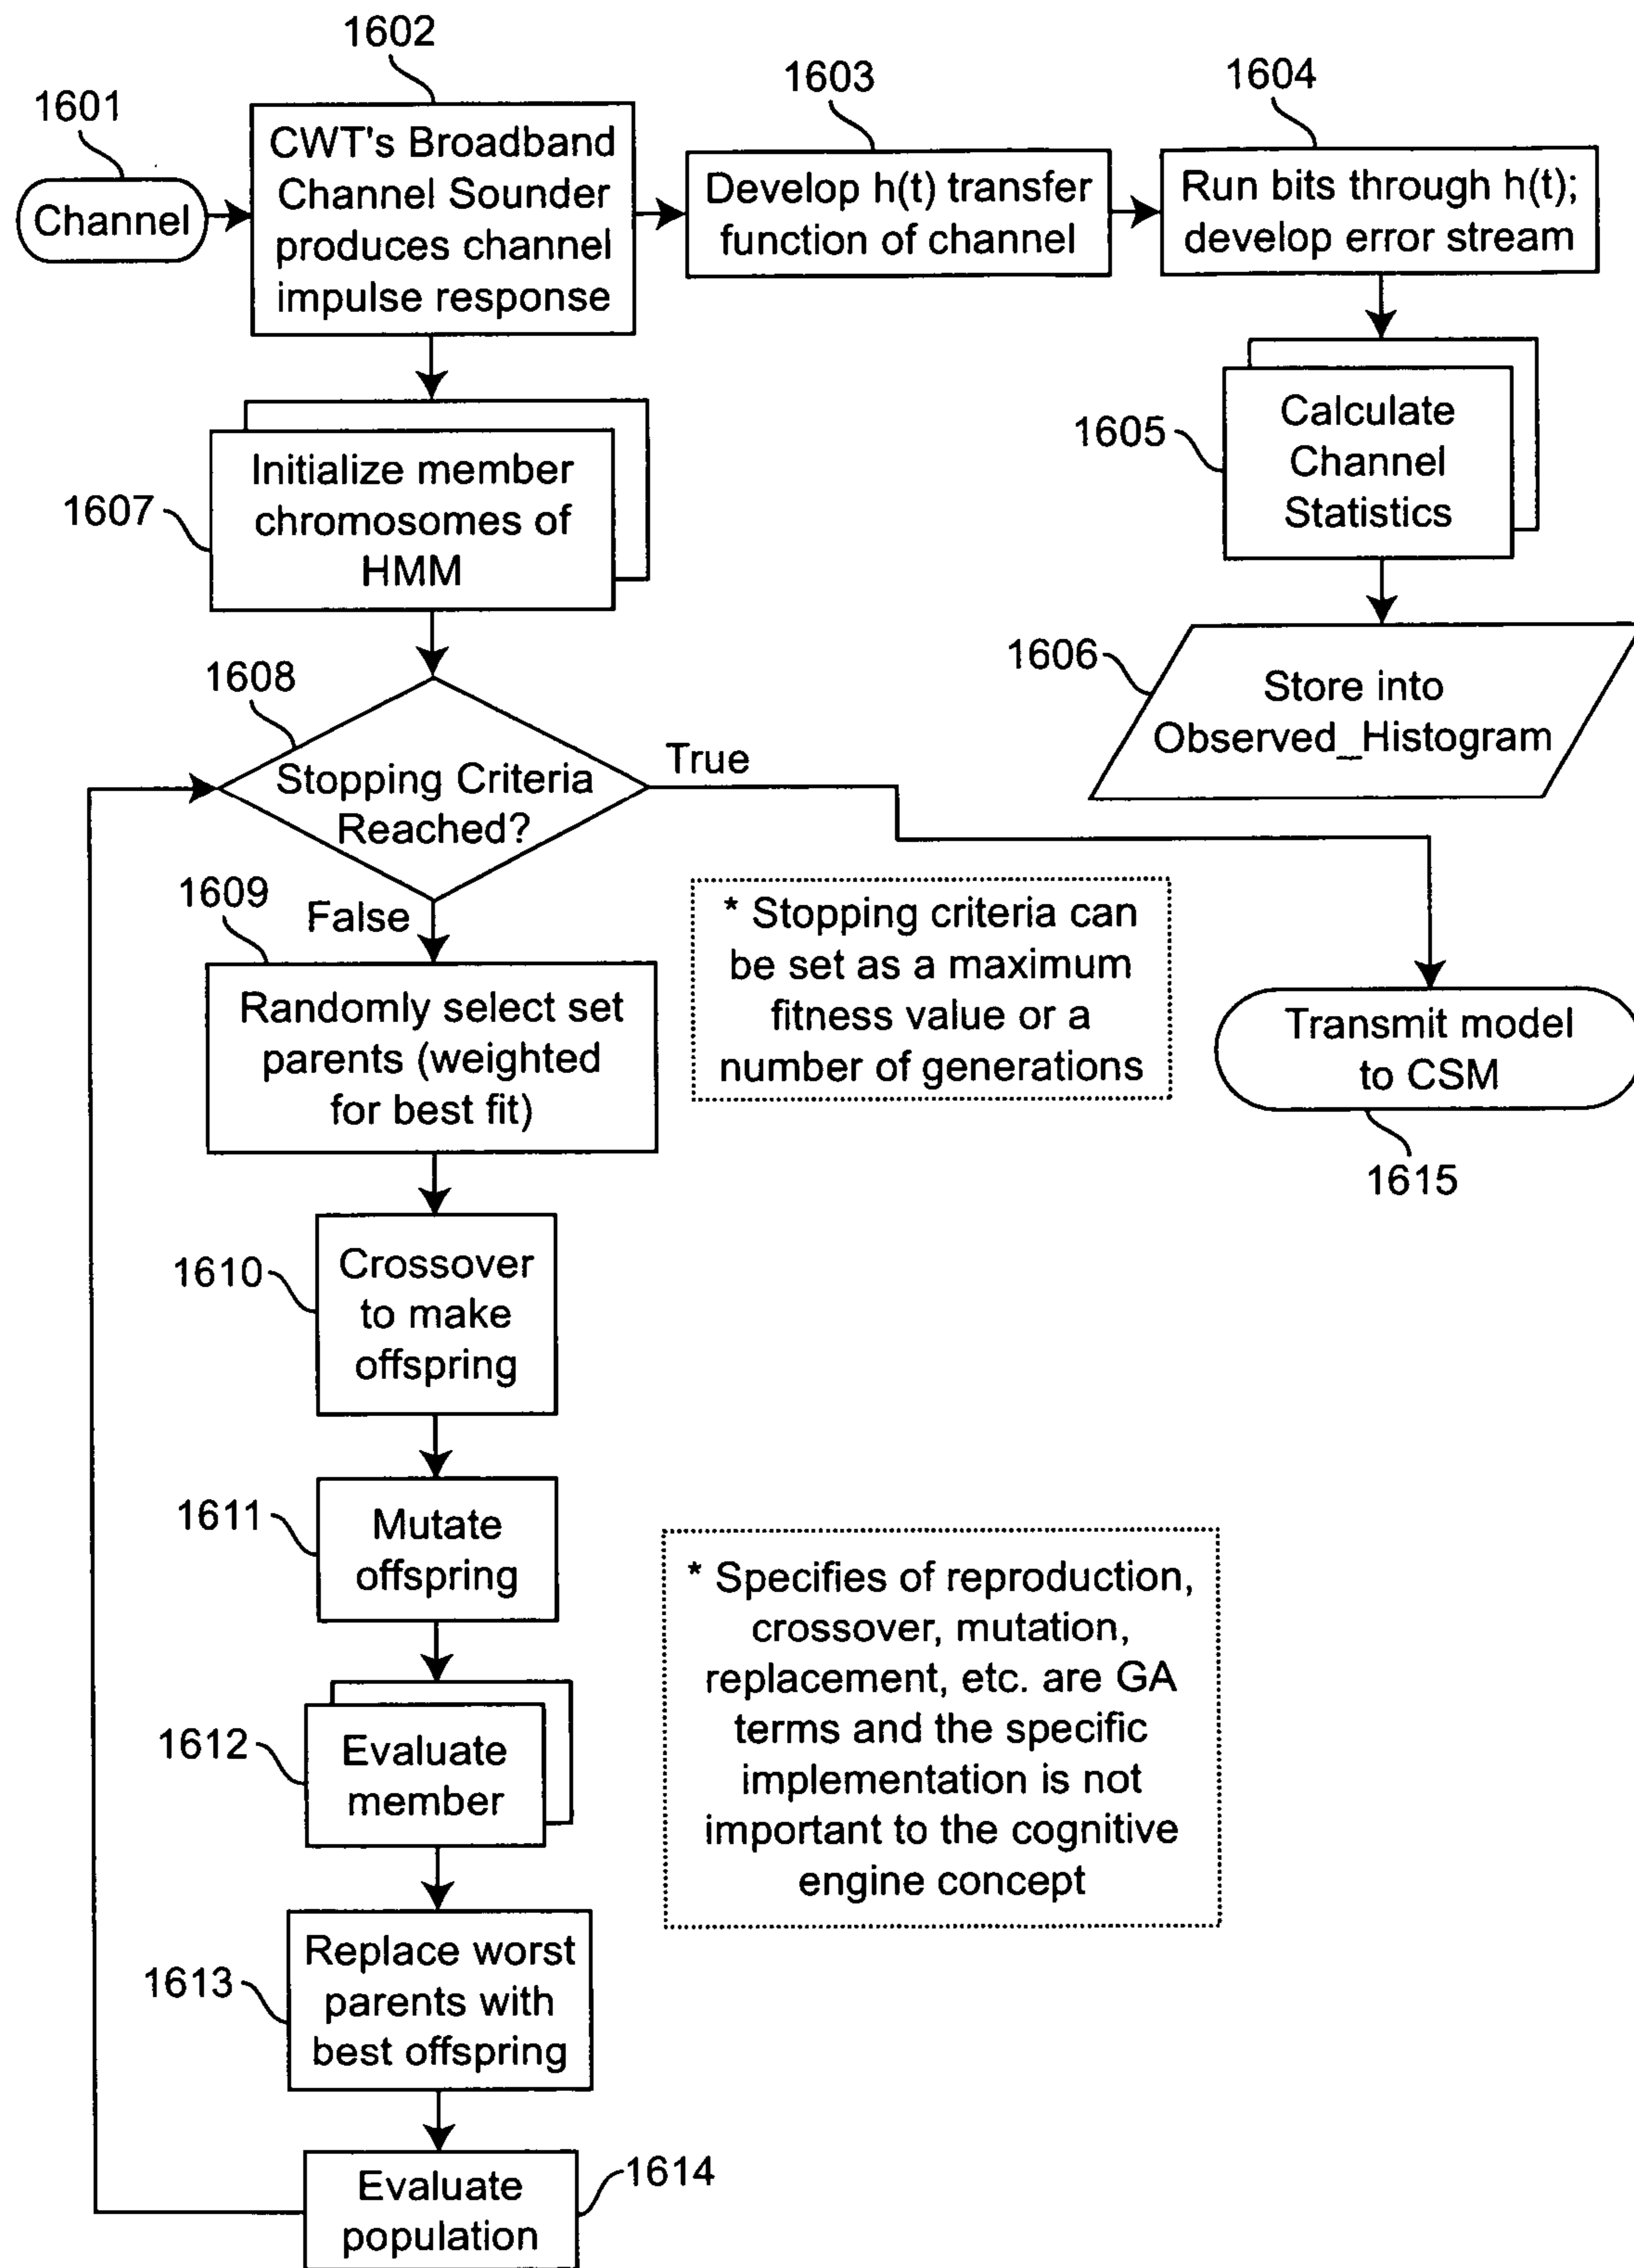 1601
Channel
1602
CWT's Broadband
Channel Sounder
produces channel
impulse response
1603
Develop h(t) transfer
function of channel
1604
Run bits through h(t);
develop error stream
1605
Calculate
Channel
Statistics
1606
Store into
Observed_Histogram
1607
Initialize member
chromosomes of
HMM
1608
Stopping Criteria
Reached?
True
False
* Stopping criteria can
be set as a maximum
fitness value or a
number of generations
Transmit model
to CSM
1615
1609
Randomly select set
parents (weighted
for best fit)
1610
Crossover
to make
offspring
1611
Mutate
offspring
* Specifies of reproduction,
crossover, mutation,
replacement, etc. are GA
terms and the specific
implementation is not
important to the cognitive
engine concept
1612
Evaluate
member
1613
Replace worst
parents with
best offspring
1614
Evaluate
population